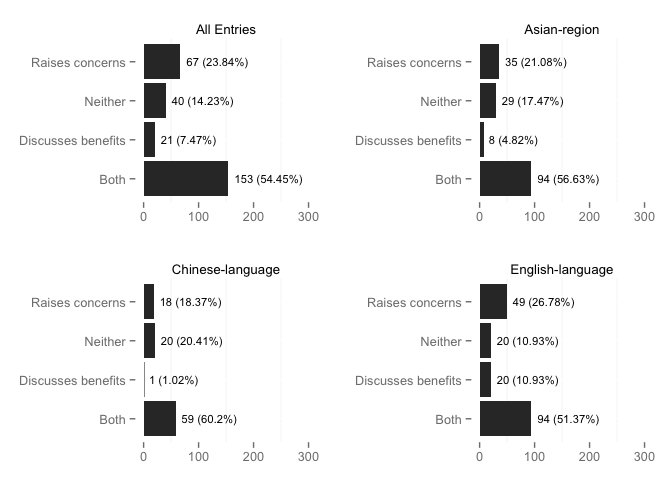 All Entries
Raises concerns 67 (23.84%)
Neither 40 (14.23%)
Discusses benefits 21 (7.47%)
Both 153 (54.45%)
0 100 200 300
Asian-region
Raises concerns 35 (21.08%)
Neither 29 (17.47%)
Discusses benefits 8 (4.82%)
Both 94 (56.63%)
0 100 200 300
Chinese-language
Raises concerns 18 (18.37%)
Neither 20 (20.41%)
Discusses benefits 1 (1.02%)
Both 59 (60.2%)
0 100 200 300
English-language
Raises concerns 49 (26.78%)
Neither 20 (10.93%)
Discusses benefits 20 (10.93%)
Both 94 (51.37%)
0 100 200 300